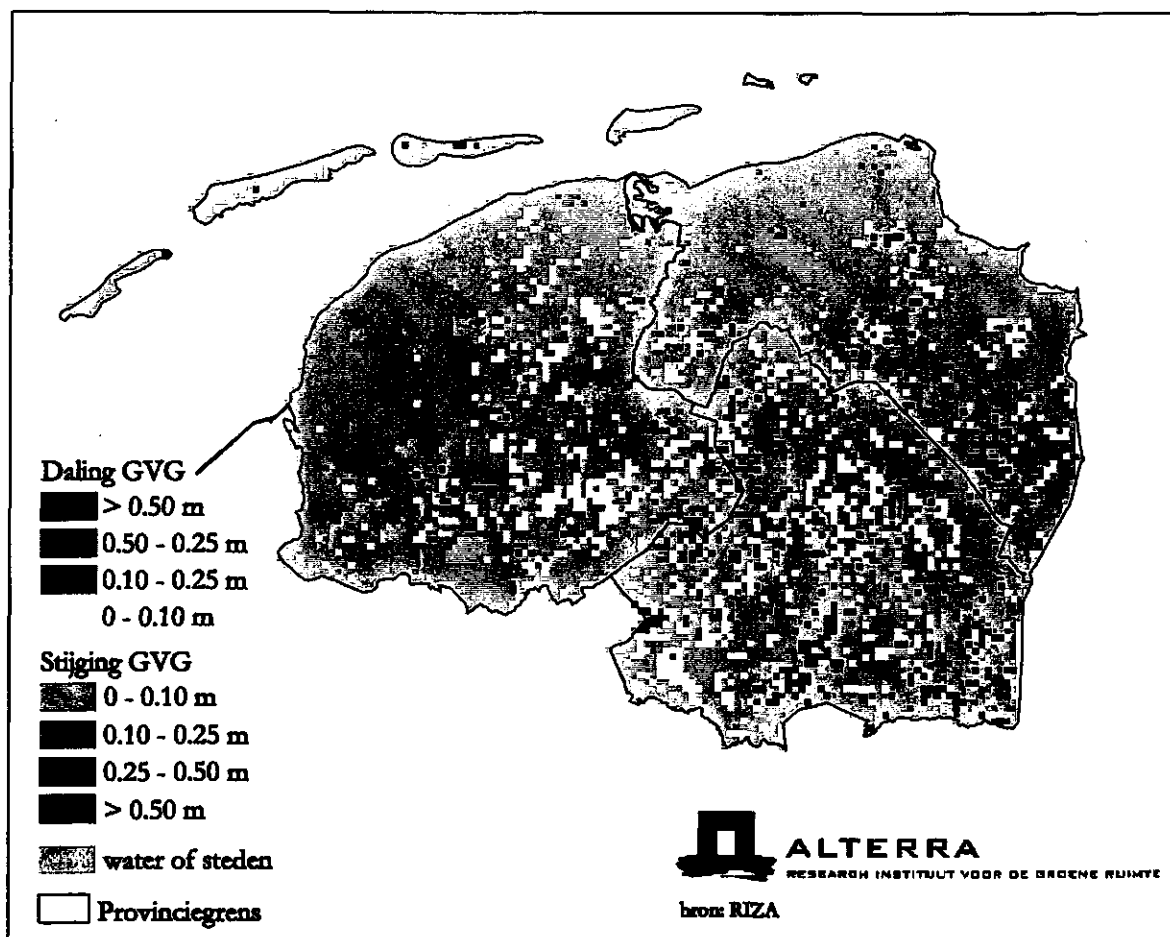 Daling GVG
> 0.50 m
0.50 - 0.25 m
0.10 - 0.25 m
0 - 0.10 m
Stijging GVG
0 - 0.10 m
0.10 - 0.25 m
0.25 - 0.50 m
> 0.50 m
water of steden
Provinciegrens
ALTERRA
RESEARCH INSTITUUT VOOR DE GROENE RUIMTE
bron: RIZA